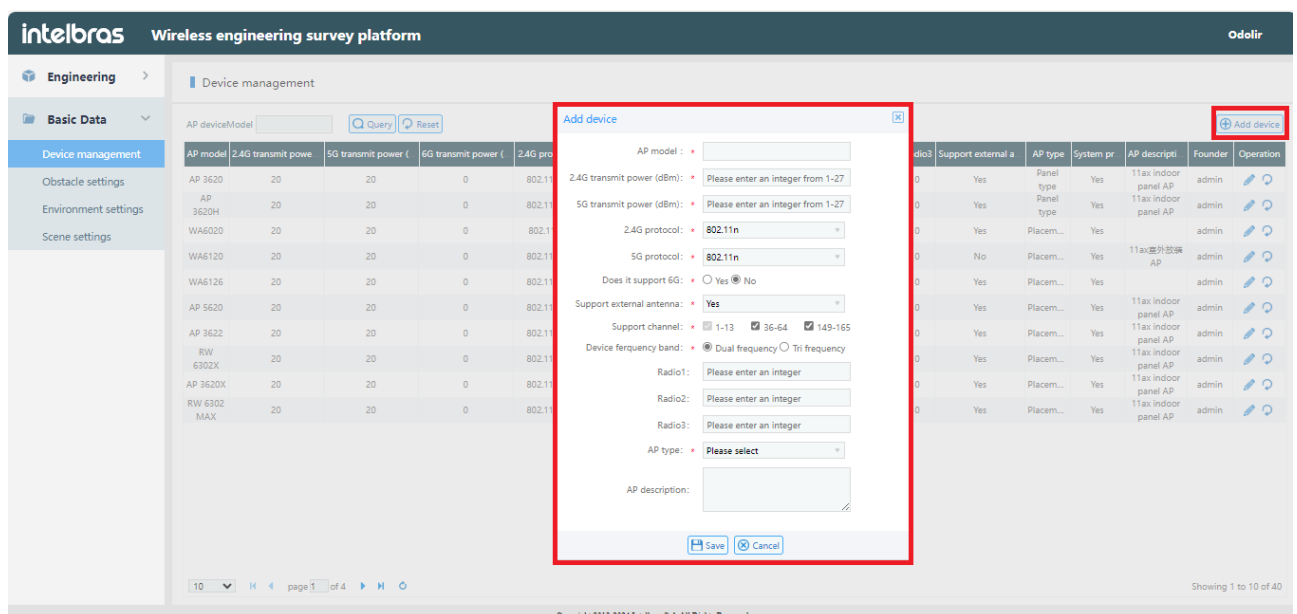 intelbras Wireless engineering survey platform Odolir
Engineering
Device management
Basic Data
AP deviceModel Query Reset Add device
Device management
Obstacle settings
Environment settings
Scene settings
AP model 2.4G transmit powe... 5G transmit power (... 6G transmit power (... 2.4G pro dio3 Support external a... AP type System pr... AP descripti... Founder Operation
AP 3620 20 20 0 802.11 0 Yes Panel type Yes 11ax indoor panel AP admin
AP 3620H 20 20 0 802.11 0 Yes Panel type Yes 11ax indoor panel AP admin
WA6020 20 20 0 802.1 0 Yes Placem... Yes admin
WA6120 20 20 0 802.11 0 No Placem... Yes 11ax室外放装AP admin
WA6126 20 20 0 802.11 0 Yes Placem... Yes admin
AP 5620 20 20 0 802.11 0 Yes Placem... Yes 11ax indoor panel AP admin
AP 3622 20 20 0 802.11 0 Yes Placem... Yes 11ax indoor panel AP admin
RW 6302X 20 20 0 802.11 0 Yes Placem... Yes 11ax indoor panel AP admin
AP 3620X 20 20 0 802.11 0 Yes Placem... Yes 11ax indoor panel AP admin
RW 6302 MAX 20 20 0 802.11 0 Yes Placem... Yes 11ax indoor panel AP admin
Add device
AP model : *
2.4G transmit power (dBm): * Please enter an integer from 1-27
5G transmit power (dBm): * Please enter an integer from 1-27
2.4G protocol: * 802.11n
5G protocol: * 802.11n
Does it support 6G: * Yes No
Support external antenna: * Yes
Support channel: * 1-13 36-64 149-165
Device ferquency band: * Dual frequency Tri frequency
Radio1: Please enter an integer
Radio2: Please enter an integer
Radio3: Please enter an integer
AP type: * Please select
AP description:
Save Cancel
10 page 1 of 4 Showing 1 to 10 of 40